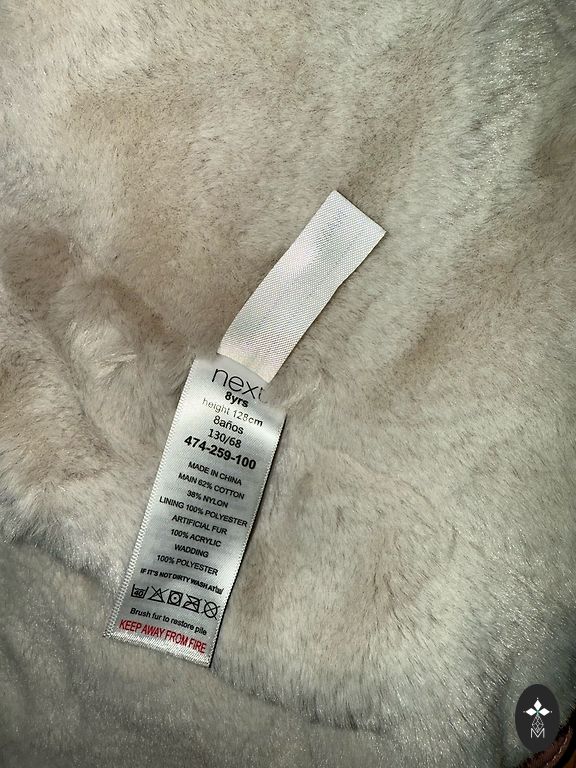 next
8yrs
height 128cm
8años
130/68
474-259-100
MADE IN CHINA
MAIN 62% COTTON
38% NYLON
LINING 100% POLYESTER
ARTIFICIAL FUR
100% ACRYLIC
WADDING
100% POLYESTER
IF IT'S NOT DIRTY WASH AT
40
Brush fur to restore pile
KEEP AWAY FROM FIRE
M